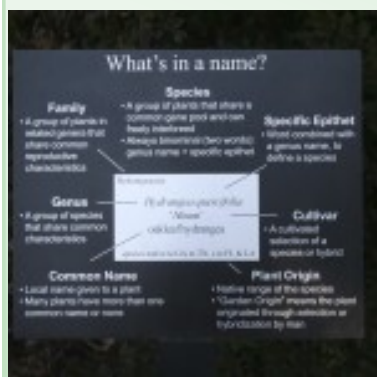 What's in a name?
Species
• A group of plants that share a
common gene pool and can
freely interbreed
• Always binomial (two words)
genus name + specific epithet
Family
• A group of plants in
related genera that
share common
reproductive
characteristics
Specific Epithet
• Word combined with
a genus name, to
define a species
Genus
• A group of species
that share common
characteristics
Hydrangea quercifolia
'Alison'
oakleaf hydrangea
Cultivar
• A cultivated
selection of a
species or hybrid
Common Name
• Local name given to a plant
• Many plants have more than one
common name or none
Plant Origin
• Native range of the species
• "Garden Origin" means the plant
originated through selection or
hybridization by man